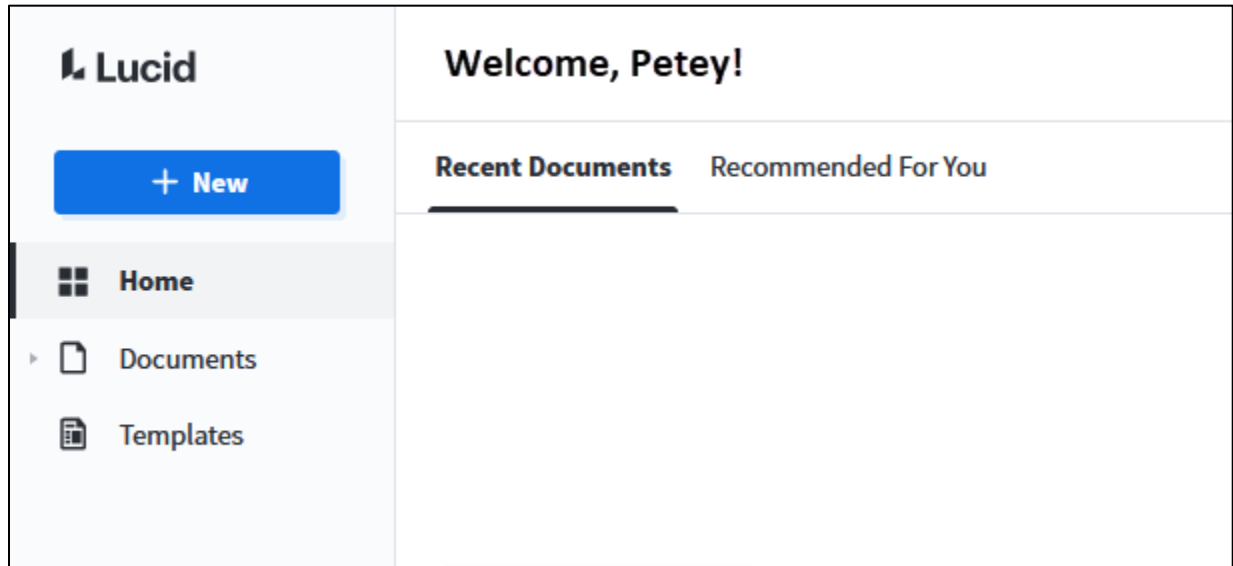 Lucid
Welcome, Petey!
+ New
Recent Documents Recommended For You
Home
Documents
Templates